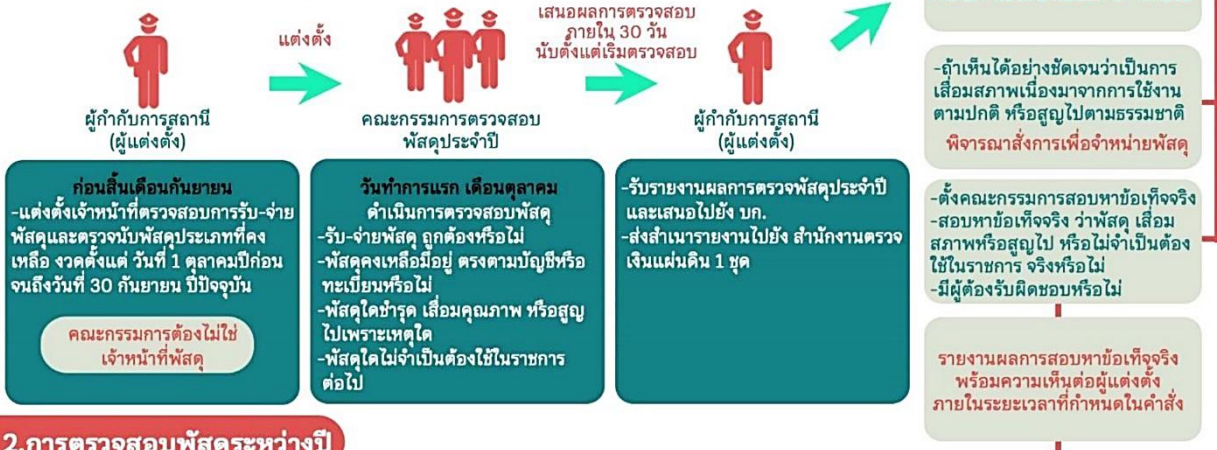 แต่งตั้ง
เสนอผลการตรวจสอบ
ภายใน 30 วัน
นับตั้งแต่เริ่มตรวจสอบ
ผู้กำกับการสถานี
(ผู้แต่งตั้ง)
คณะกรรมการตรวจสอบ
พัสดุประจำปี
ผู้กำกับการสถานี
(ผู้แต่งตั้ง)
ก่อนสิ้นเดือนกันยายน
-แต่งตั้งเจ้าหน้าที่ตรวจสอบการรับ-จ่าย
พัสดุและตรวจนับพัสดุประเภทที่คง
เหลือ งวดตั้งแต่ วันที่ 1 ตุลาคมปีก่อน
จนถึงวันที่ 30 กันยายน ปีปัจจุบัน
คณะกรรมการต้องไม่ใช่
เจ้าหน้าที่พัสดุ
วันทำการแรก เดือนตุลาคม
ดำเนินการตรวจสอบพัสดุ
-รับ-จ่ายพัสดุ ถูกต้องหรือไม่
-พัสดุคงเหลือมีอยู่ ตรงตามบัญชีหรือ
ทะเบียนหรือไม่
-พัสดุใดชำรุด เสื่อมคุณภาพ หรือสูญ
ไปเพราะเหตุใด
-พัสดุใดไม่จำเป็นต้องใช้ในราชการ
ต่อไป
-รับรายงานผลการตรวจพัสดุประจำปี
และเสนอไปยัง บก.
-ส่งสำเนารายงานไปยัง สำนักงานตรวจ
เงินแผ่นดิน 1 ชุด
-ถ้าเห็นได้อย่างชัดเจนว่าเป็นการ
เสื่อมสภาพเนื่องมาจากการใช้งาน
ตามปกติ หรือสูญไปตามธรรมชาติ
พิจารณาสั่งการเพื่อจำหน่ายพัสดุ
-ตั้งคณะกรรมการสอบหาข้อเท็จจริง
-สอบหาข้อเท็จจริง ว่าพัสดุ เสื่อม
สภาพหรือสูญไป หรือไม่จำเป็นต้อง
ใช้ในราชการ จริงหรือไม่
-มีผู้ต้องรับผิดชอบหรือไม่
รายงานผลการสอบหาข้อเท็จจริง
พร้อมความเห็นต่อผู้แต่งตั้ง
ภายในระยะเวลาที่กำหนดในคำสั่ง
2.การตรวจสอบพัสดุระหว่างปี